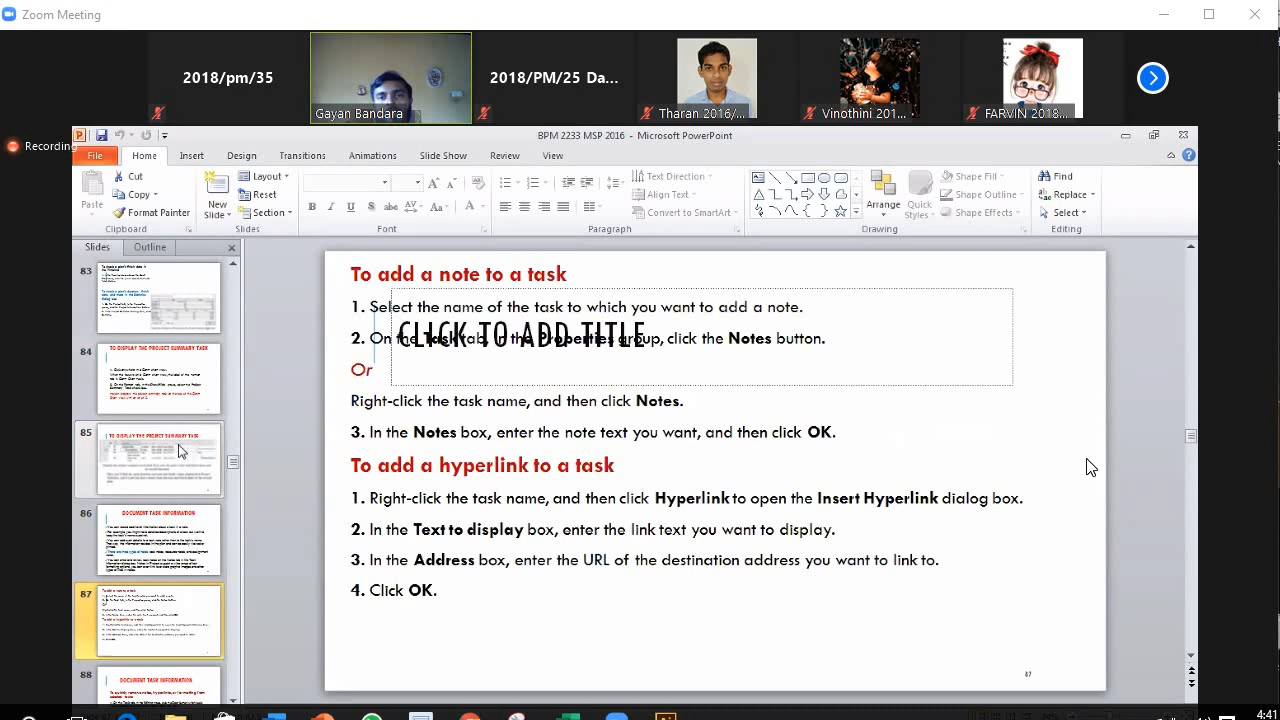 Zoom Meeting
2018/pm/35
Gayan Bandara
2018/PM/25 Da...
Tharan 2016/...
Vinothini 201...
FARVIN 2018...
Recording
BPM 2233 MSP 2016 - Microsoft PowerPoint
File Home Insert Design Transitions Animations Slide Show Review View
Paste
Cut
Copy
Format Painter
Clipboard
New
Slide
Layout
Reset
Section
Slides
Font
Text Direction
Align Text
Convert to SmartArt
Paragraph
Arrange
Quick
Styles
Shape Fill
Shape Outline
Shape Effects
Drawing
Find
Replace
Select
Editing
Slides Outline
83
84
TO DISPLAY THE PROJECT SUMMARY TASK
85
TO DISPLAY THE PROJECT SUMMARY TASK
86
DOCUMENT TASK INFORMATION
87
88
DOCUMENT TASK INFORMATION
To add a note to a task
1. Select the name of the task to which you want to add a note.
CLICK TO ADD TITLE
2. On the Task tab, in the Properties group, click the Notes button.
Or
Right-click the task name, and then click Notes.
3. In the Notes box, enter the note text you want, and then click OK.
To add a hyperlink to a task
1. Right-click the task name, and then click Hyperlink to open the Insert Hyperlink dialog box.
2. In the Text to display box, enter the link text you want to display.
3. In the Address box, enter the URL of the destination address you want to link to.
4. Click OK.
87
4:41